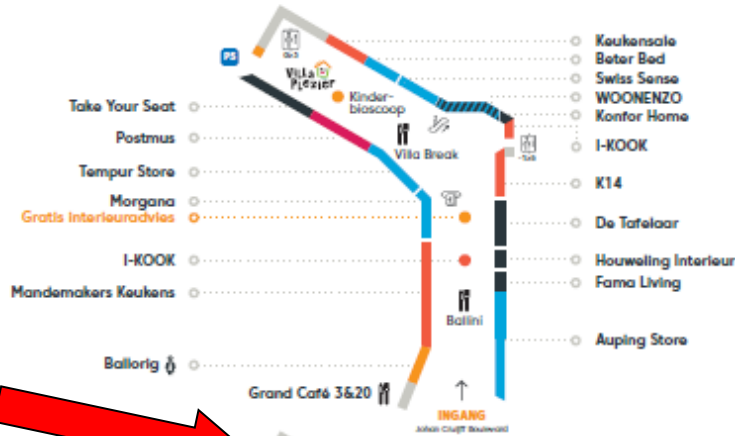 Keukensale
Beter Bed
Swiss Sense
WOONENZO
Konfor Home
I-KOOK
K14
De Tafelaar
Houweling Interieur
Fama Living
Auping Store
P5
Villa Plezier
Kinder-
bioscoop
Villa Break
Take Your Seat
Postmus
Tempur Store
Morgana
Gratis interieuradvies
I-KOOK
Mandemakers Keukens
Ballorig
Grand Café 3&20
Ballini
INGANG
Johan Cruijff Boulevard